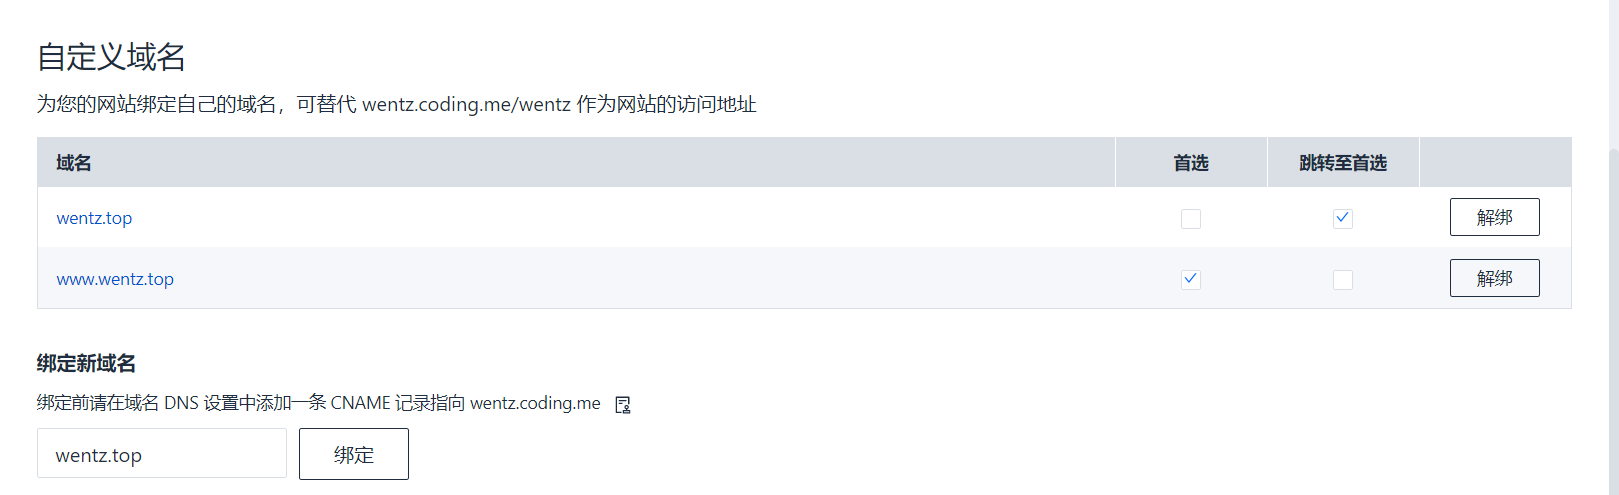 自定义域名
为您的网站绑定自己的域名，可替代 wentz.coding.me/wentz 作为网站的访问地址
域名 首选 跳转至首选
wentz.top 解绑
www.wentz.top 解绑
绑定新域名
绑定前请在域名 DNS 设置中添加一条 CNAME 记录指向 wentz.coding.me
wentz.top 绑定